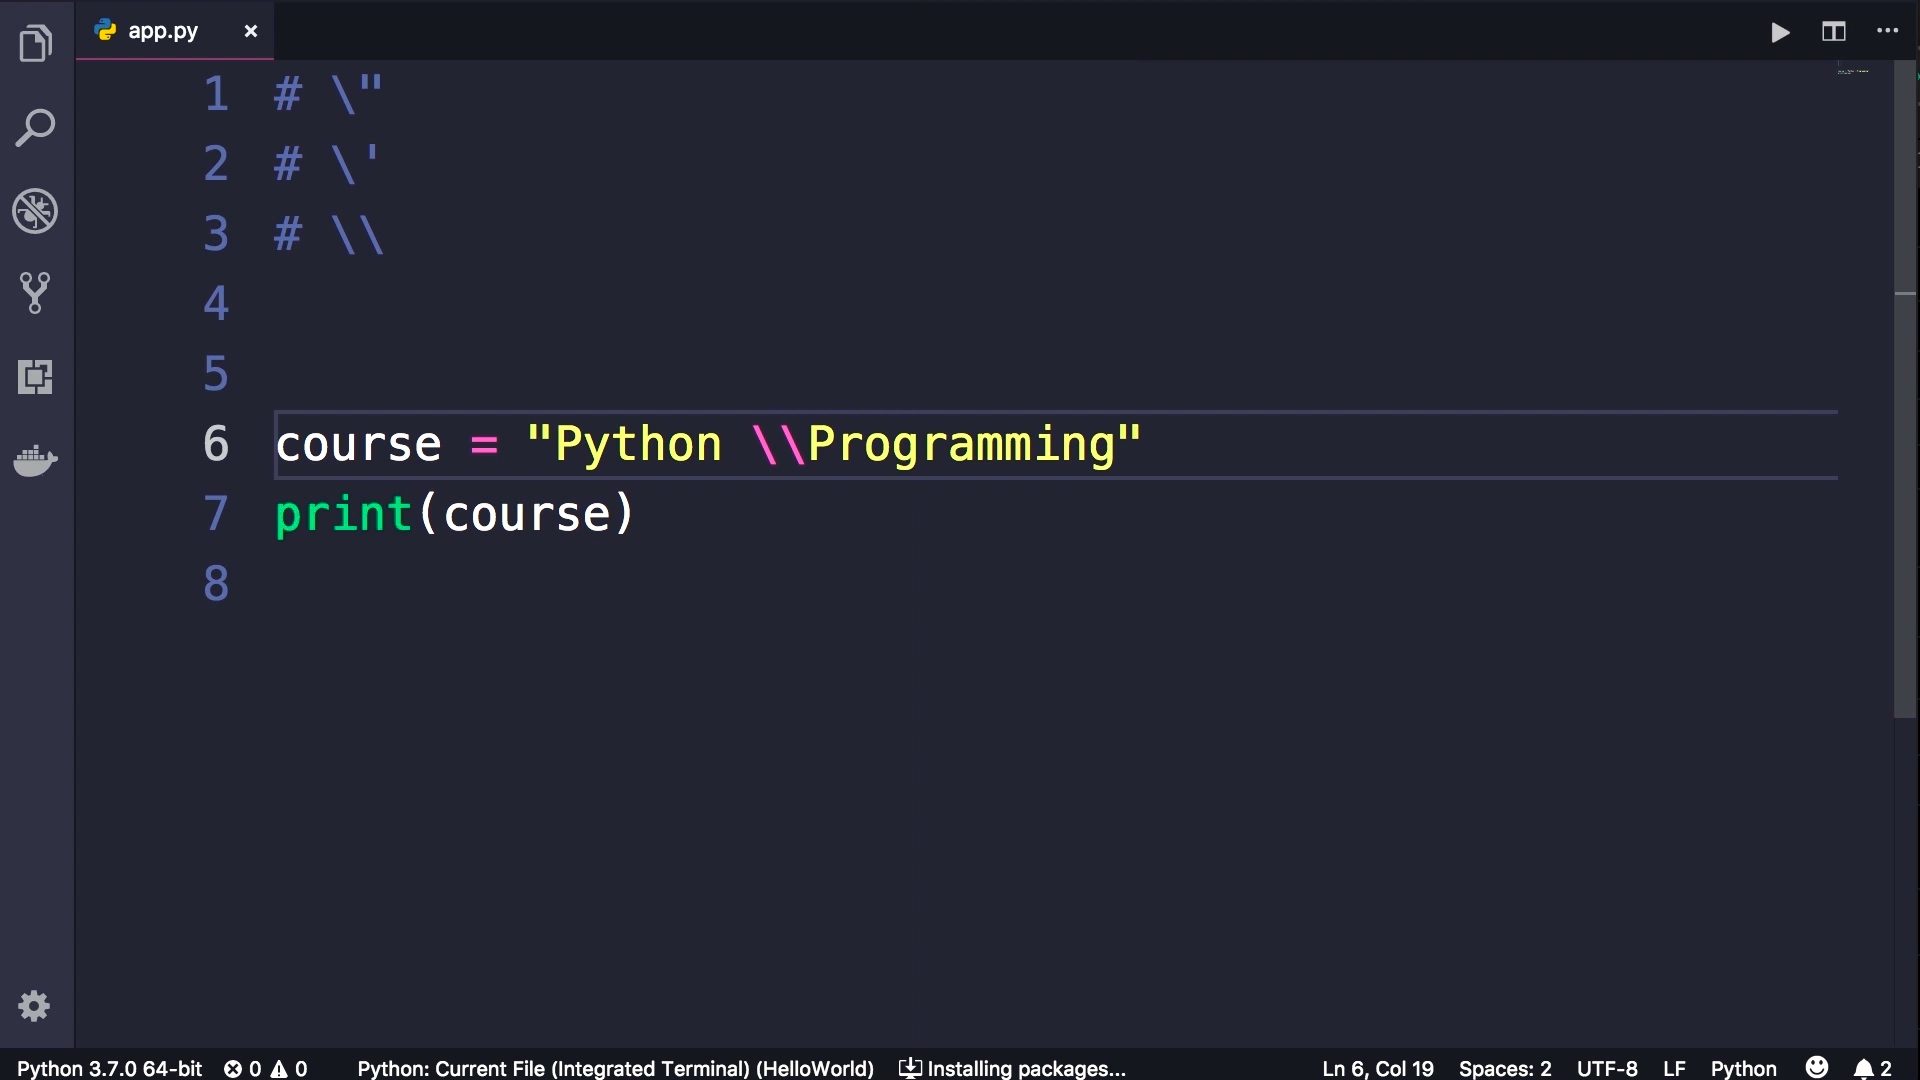 app.py
1 # \"
2 # \'
3 # \\
4
5
6 course = "Python \\Programming"
7 print(course)
8
Python 3.7.0 64-bit 0 0 Python: Current File (Integrated Terminal) (HelloWorld) Installing packages... Ln 6, Col 19 Spaces: 2 UTF-8 LF Python 2